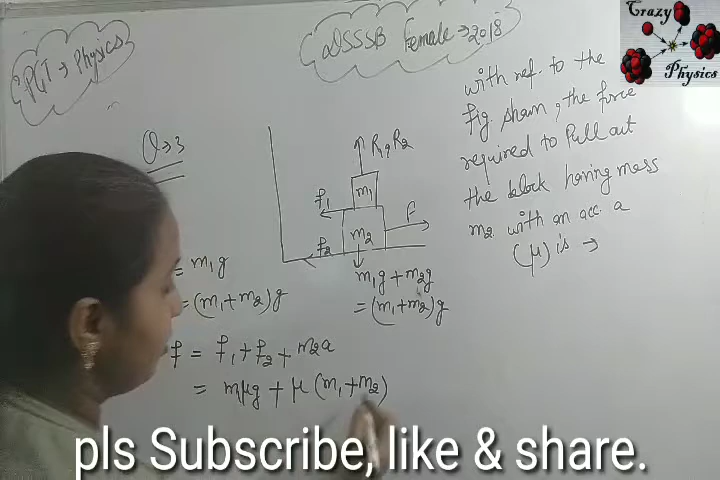 PGT → Physics
DSSSB Female → 2018
Crazy
Physics
with ref. to the
fig. shown, the force
required to Pull out
the block having mass
m₂ with an acc. a
(μ) is →
Q → 3
R₁, R₂
m₁
f₁
F
m₂
f₂
m₁g + m₂g
= (m₁+m₂)g
= m₁g
= (m₁+m₂)g
f = f₁ + f₂ + m₂a
= mμg + μ (m₁+m₂)
pls Subscribe, like & share.